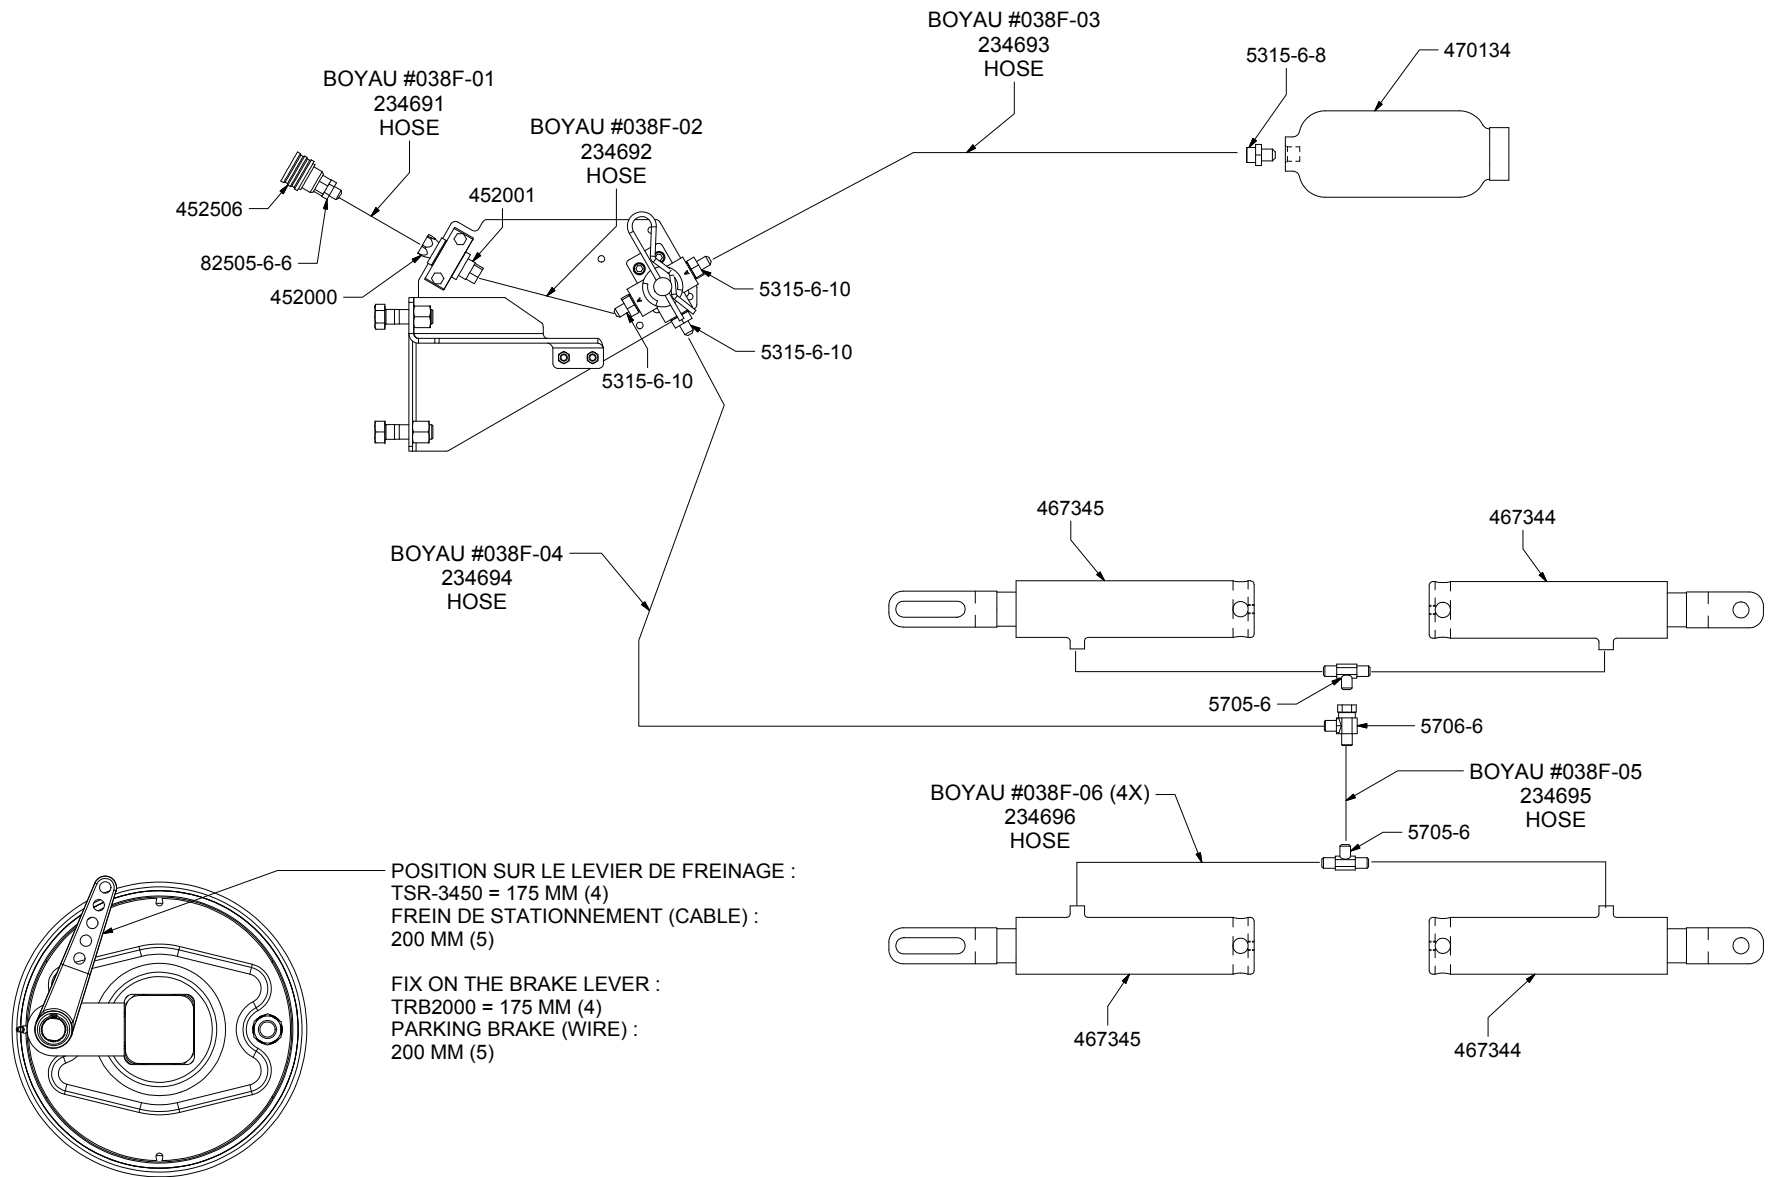 BOYAU #038F-03
234693
HOSE
5315-6-8
470134
BOYAU #038F-01
234691
HOSE
BOYAU #038F-02
234692
HOSE
452506
452001
82505-6-6
452000
5315-6-10
5315-6-10
5315-6-10
BOYAU #038F-04
234694
HOSE
467345
467344
5705-6
5706-6
BOYAU #038F-06 (4X)
234696
HOSE
BOYAU #038F-05
234695
HOSE
5705-6
467345
467344
POSITION SUR LE LEVIER DE FREINAGE :
TSR-3450 = 175 MM (4)
FREIN DE STATIONNEMENT (CABLE) :
200 MM (5)
FIX ON THE BRAKE LEVER :
TRB2000 = 175 MM (4)
PARKING BRAKE (WIRE) :
200 MM (5)